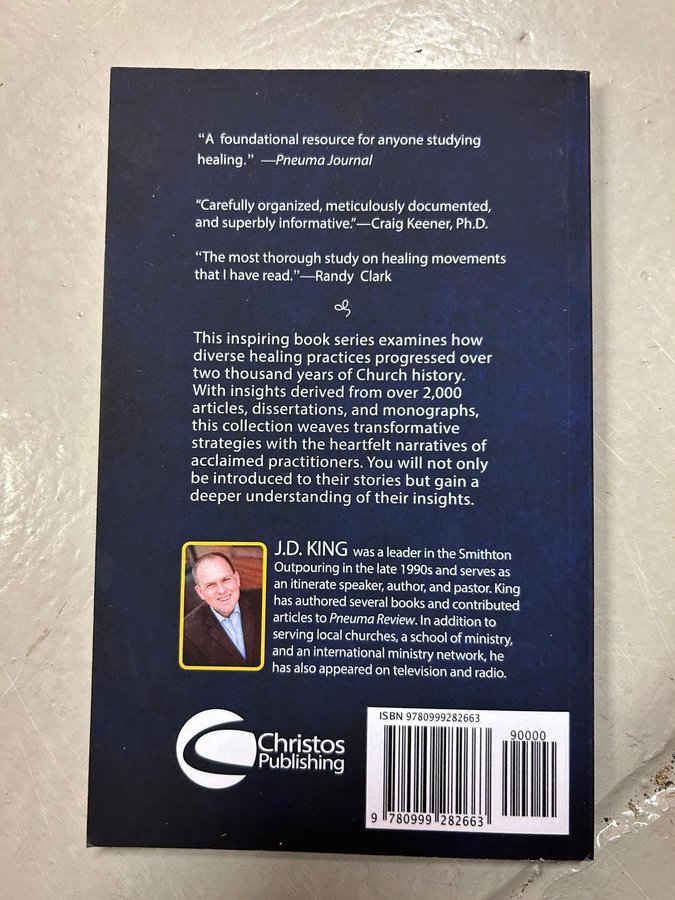 “A foundational resource for anyone studying
healing.” —Pneuma Journal
“Carefully organized, meticulously documented,
and superbly informative.”—Craig Keener, Ph.D.
“The most thorough study on healing movements
that I have read.”—Randy Clark
This inspiring book series examines how
diverse healing practices progressed over
two thousand years of Church history.
With insights derived from over 2,000
articles, dissertations, and monographs,
this collection weaves transformative
strategies with the heartfelt narratives of
acclaimed practitioners. You will not only
be introduced to their stories but gain a
deeper understanding of their insights.
J.D. KING was a leader in the Smithton
Outpouring in the late 1990s and serves as
an itinerate speaker, author, and pastor. King
has authored several books and contributed
articles to Pneuma Review. In addition to
serving local churches, a school of ministry,
and an international ministry network, he
has also appeared on television and radio.
Christos
Publishing
ISBN 9780999282663
90000
9 780999 282663